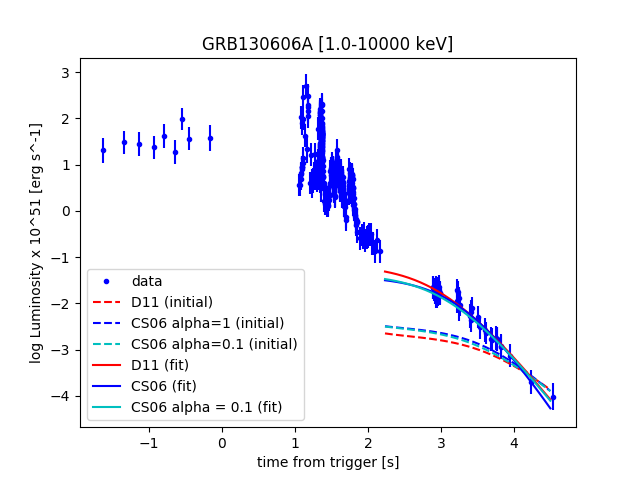 GRB130606A [1.0-10000 keV]
log Luminosity x 10^51 [erg s^-1]
3
2
1
0
−1
−2
−3
−4
data
D11 (initial)
CS06 alpha=1 (initial)
CS06 alpha=0.1 (initial)
D11 (fit)
CS06 (fit)
CS06 alpha = 0.1 (fit)
−1 0 1 2 3 4
time from trigger [s]